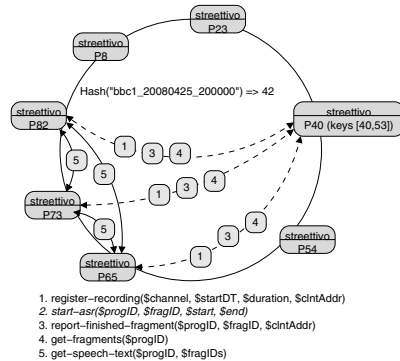 streettivo
P23
streettivo
P8
Hash("bbc1_20080425_200000") => 42
streettivo
P82
streettivo
P40 (keys [40,53])
1
3
4
5
5
1
3
4
streettivo
P73
5
4
3
1
streettivo
P54
streettivo
P65
1. register−recording($channel, $startDT, $duration, $clntAddr)
2. start−asr($progID, $fragID, $start, $end)
3. report−finished−fragment($progID, $fragID, $clntAddr)
4. get−fragments($progID)
5. get−speech−text($progID, $fragIDs)